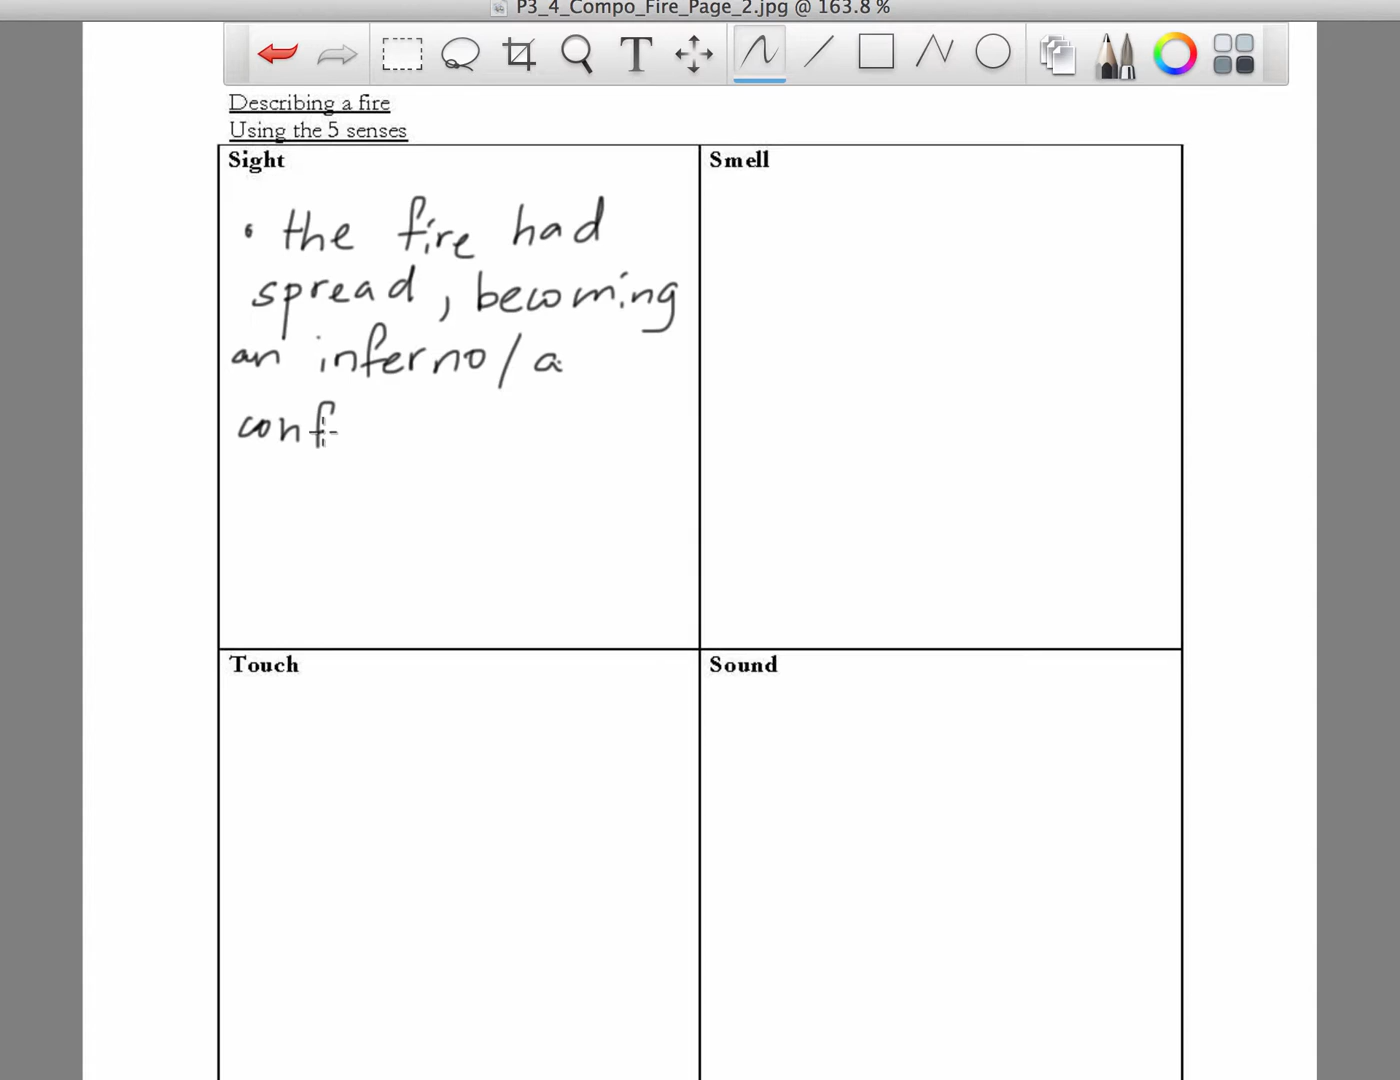 P3_4_Compo_Fire_Page_2.jpg @ 163.8 %
T
Describing a fire
Using the 5 senses
Sight
• the fire had
spread, becoming
an inferno/a
conf
Smell
Touch
Sound